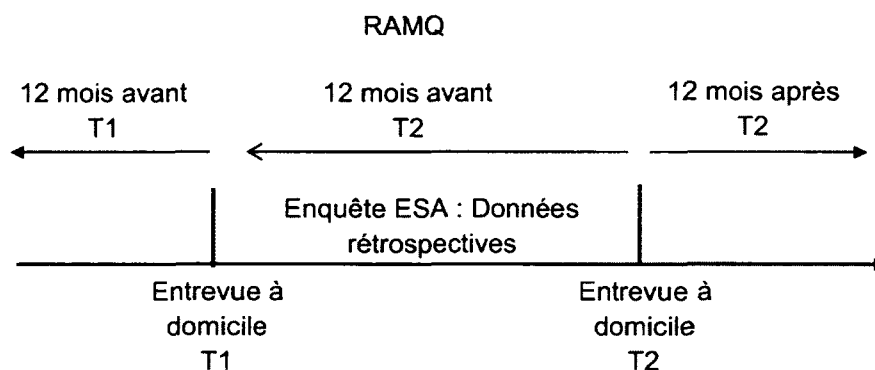 RAMQ
12 mois avant
T1
12 mois avant
T2
12 mois après
T2
Enquête ESA : Données
rétrospectives
Entrevue à
domicile
T1
Entrevue à
domicile
T2